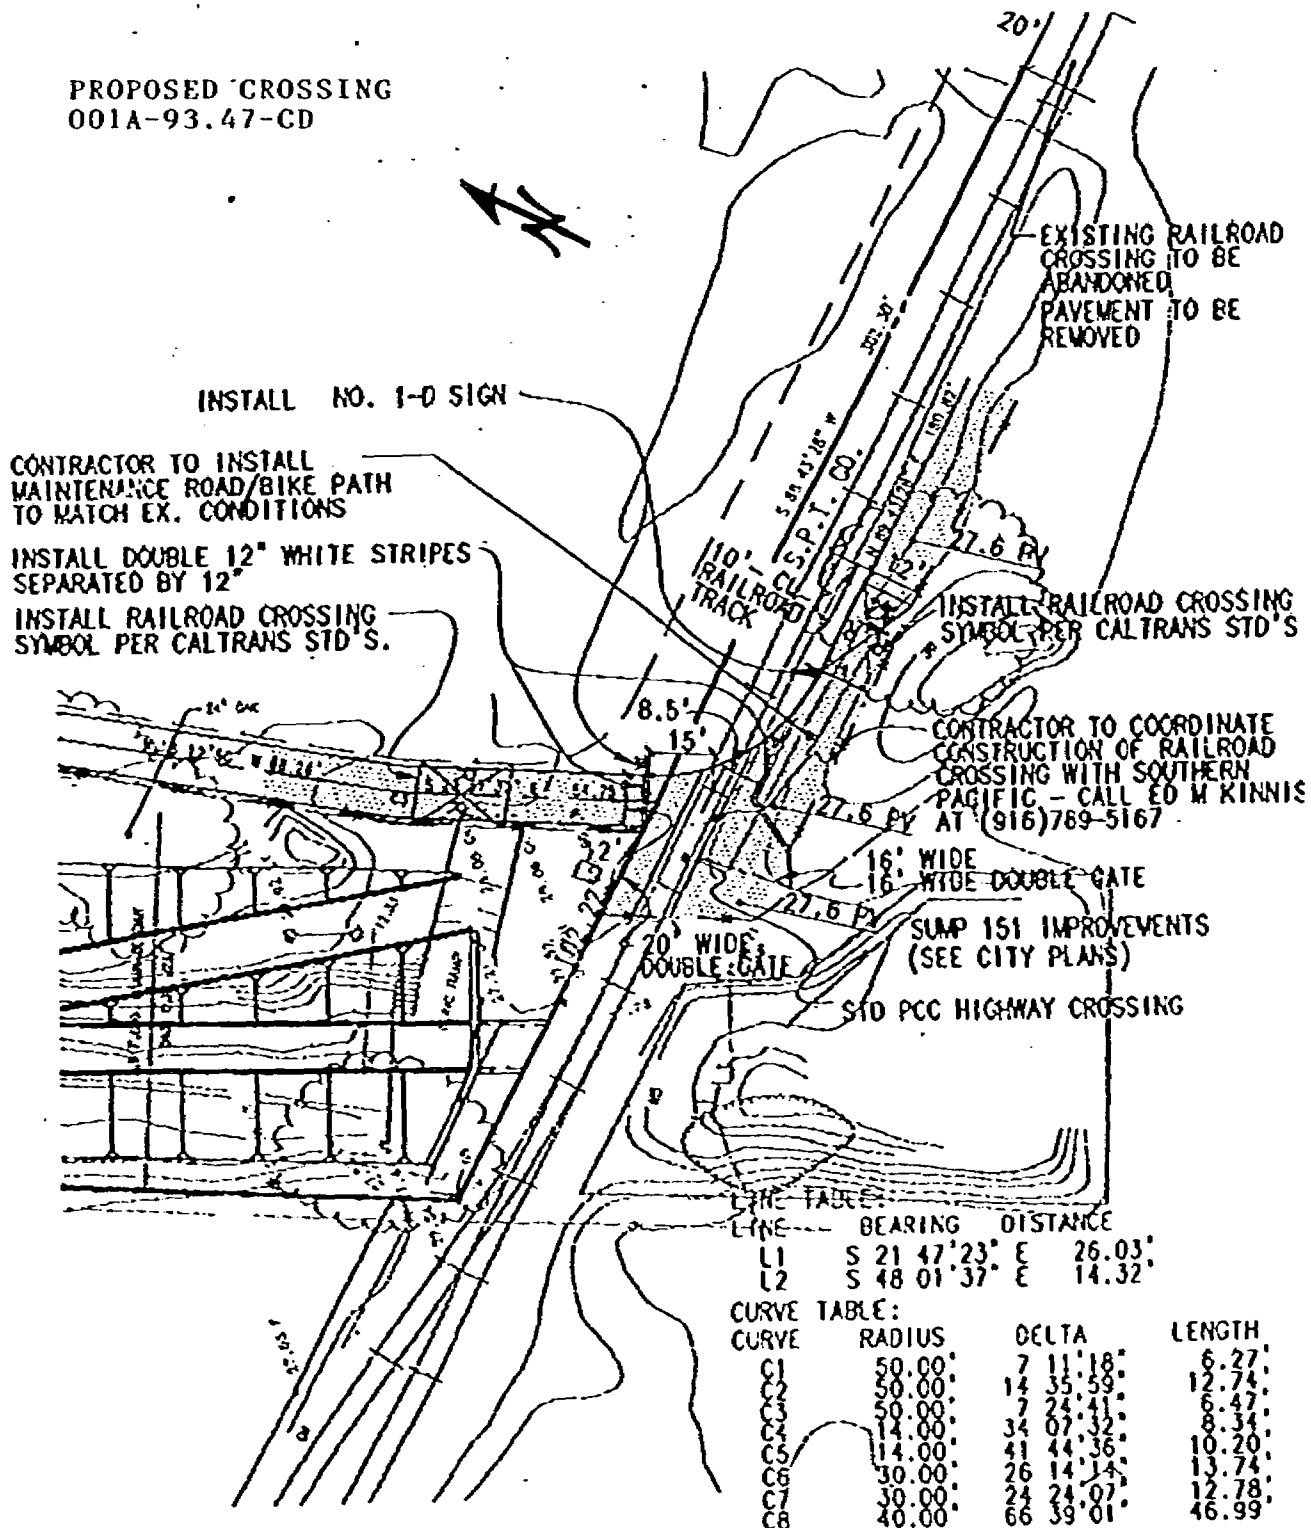 PROPOSED CROSSING
001A-93.47-CD
20'
EXISTING RAILROAD
CROSSING TO BE
ABANDONED
PAVEMENT TO BE
REMOVED
INSTALL NO. 1-D SIGN
302.50'
180.82'
S 88 43'28" W
S.P.T. CO.
CONTRACTOR TO INSTALL
MAINTENANCE ROAD/BIKE PATH
TO MATCH EX. CONDITIONS
INSTALL DOUBLE 12" WHITE STRIPES
SEPARATED BY 12"
INSTALL RAILROAD CROSSING
SYMBOL PER CALTRANS STD'S.
10' - CL
RAILROAD
TRACK
27.6 PV
12'
INSTALL RAILROAD CROSSING
SYMBOL PER CALTRANS STD'S
8.5'
15'
CONTRACTOR TO COORDINATE
CONSTRUCTION OF RAILROAD
CROSSING WITH SOUTHERN
PACIFIC - CALL ED M KINNIS
AT (916)789-5167
27.6 PV
16' WIDE
16' WIDE DOUBLE GATE
27.6 PV
SUMP 151 IMPROVEMENTS
(SEE CITY PLANS)
20' WIDE
DOUBLE GATE
STD PCC HIGHWAY CROSSING
LINE TABLE:
LINE BEARING DISTANCE
L1 S 21 47'23" E 26.03'
L2 S 48 01'37" E 14.32'
CURVE TABLE:
CURVE RADIUS DELTA LENGTH
C1 50.00' 7 11'18" 6.27'
C2 50.00' 14 35'59" 12.74'
C3 50.00' 7 24'41" 6.47'
C4 14.00' 34 07'32" 8.34'
C5 14.00' 41 44'36" 10.20'
C6 30.00' 26 14'14" 13.74'
C7 30.00' 24 24'07" 12.78'
C8 40.00' 66 39'01" 46.99'